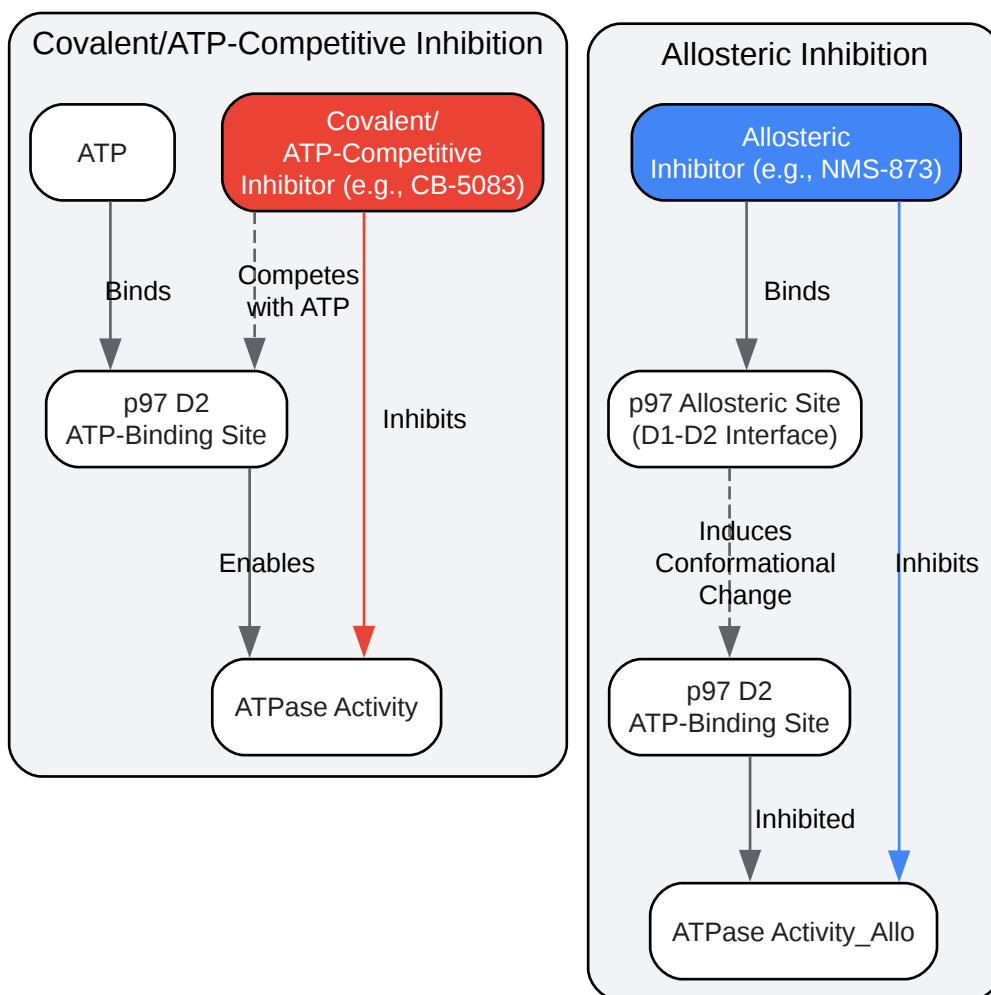 Covalent/ATP-Competitive Inhibition
ATP
Covalent/
ATP-Competitive
Inhibitor (e.g., CB-5083)
Binds
Competes
with ATP
p97 D2
ATP-Binding Site
Inhibits
Enables
ATPase Activity
Allosteric Inhibition
Allosteric
Inhibitor (e.g., NMS-873)
Binds
p97 Allosteric Site
(D1-D2 Interface)
Induces
Conformational
Change
Inhibits
p97 D2
ATP-Binding Site
Inhibited
ATPase Activity_Allo